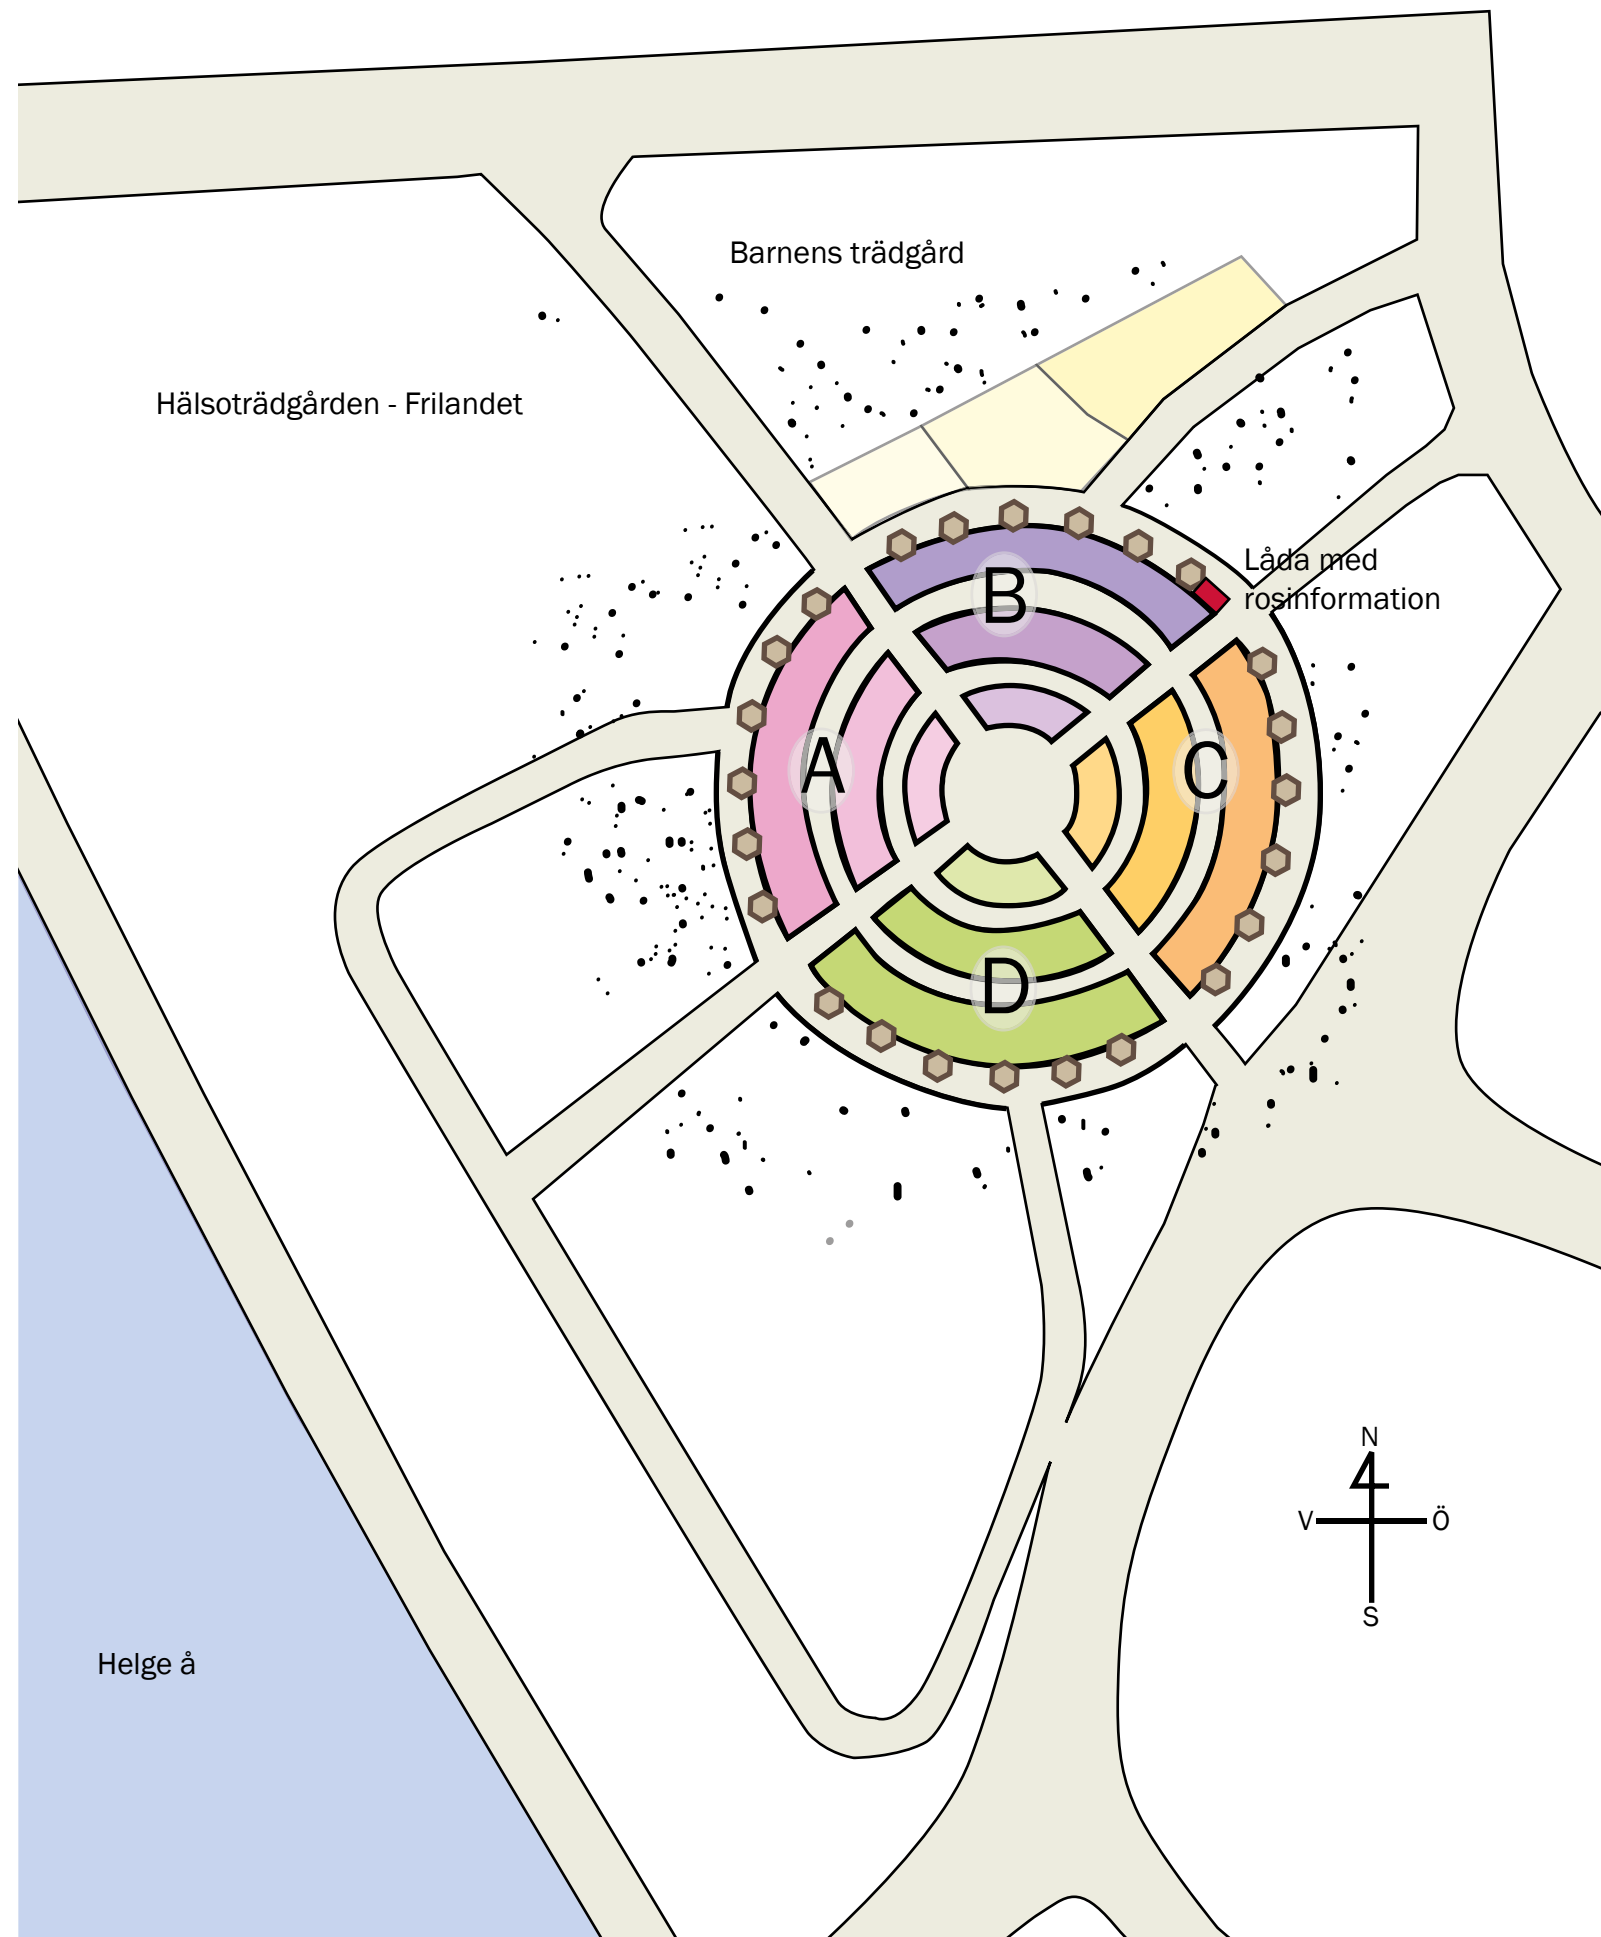 Barnens trädgård
Hälsoträdgården - Frilandet
Låda med
rosinformation
B
A
C
D
N
V
Ö
S
Helge å